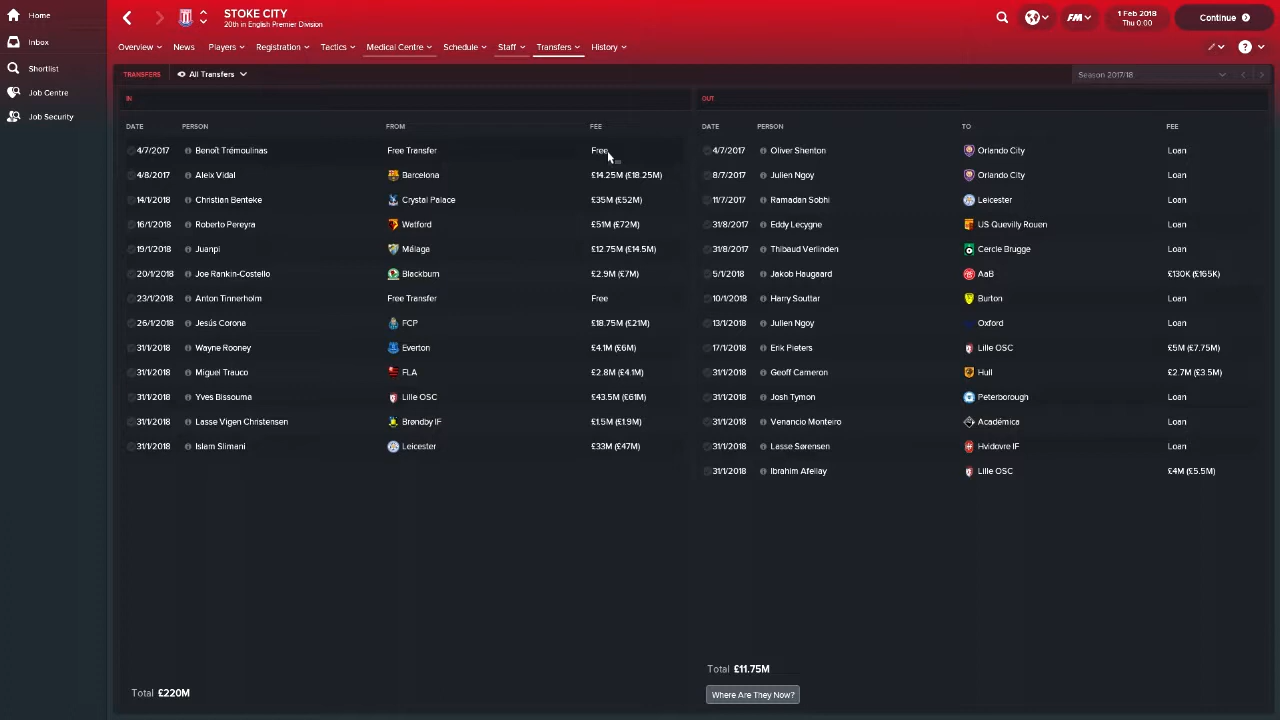 Home
Inbox
Shortlist
Job Centre
Job Security
STOKE CITY
20th in English Premier Division
FM
1 Feb 2018
Thu 0:00
Continue
Overview News Players Registration Tactics Medical Centre Schedule Staff Transfers History
?
TRANSFERS All Transfers Season 2017/18
IN
DATE PERSON FROM FEE
4/7/2017 Benoît Trémoulinas Free Transfer Free
4/8/2017 Aleix Vidal Barcelona £14.25M (£18.25M)
14/1/2018 Christian Benteke Crystal Palace £35M (£52M)
16/1/2018 Roberto Pereyra Watford £51M (£72M)
19/1/2018 Juanpi Málaga £12.75M (£14.5M)
20/1/2018 Joe Rankin-Costello Blackburn £2.9M (£7M)
23/1/2018 Anton Tinnerholm Free Transfer Free
26/1/2018 Jesús Corona FCP £18.75M (£21M)
31/1/2018 Wayne Rooney Everton £4.1M (£6M)
31/1/2018 Miguel Trauco FLA £2.8M (£4.1M)
31/1/2018 Yves Bissouma Lille OSC £43.5M (£61M)
31/1/2018 Lasse Vigen Christensen Brøndby IF £1.5M (£1.9M)
31/1/2018 Islam Slimani Leicester £33M (£47M)
Total £220M
OUT
DATE PERSON TO FEE
4/7/2017 Oliver Shenton Orlando City Loan
8/7/2017 Julien Ngoy Orlando City Loan
11/7/2017 Ramadan Sobhi Leicester Loan
31/8/2017 Eddy Lecygne US Quevilly Rouen Loan
31/8/2017 Thibaud Verlinden Cercle Brugge Loan
5/1/2018 Jakob Haugaard AaB £130K (£165K)
10/1/2018 Harry Souttar Burton Loan
13/1/2018 Julien Ngoy Oxford Loan
17/1/2018 Erik Pieters Lille OSC £5M (£7.75M)
31/1/2018 Geoff Cameron Hull £2.7M (£3.5M)
31/1/2018 Josh Tymon Peterborough Loan
31/1/2018 Venancio Monteiro Académica Loan
31/1/2018 Lasse Sørensen Hvidovre IF Loan
31/1/2018 Ibrahim Afellay Lille OSC £4M (£5.5M)
Total £11.75M
Where Are They Now?